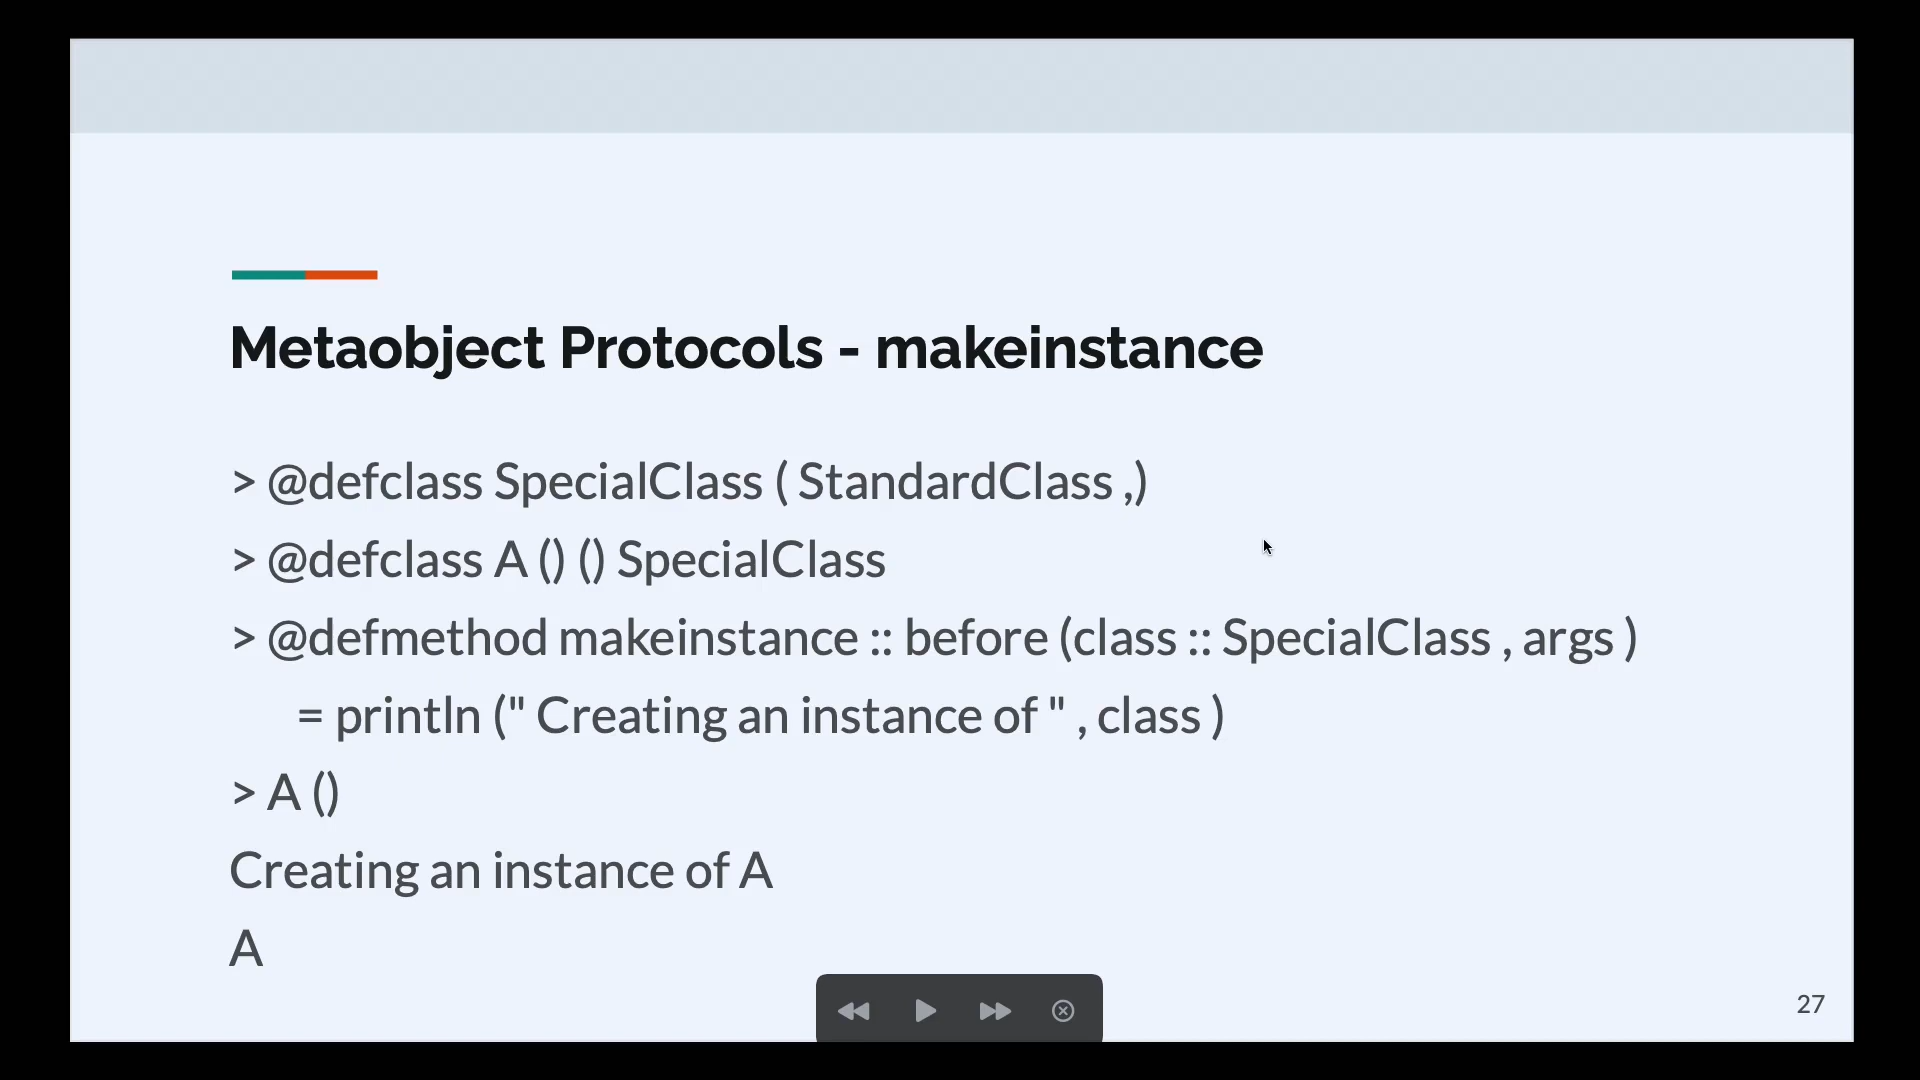 Metaobject Protocols - makeinstance
> @defclass SpecialClass ( StandardClass ,)
> @defclass A () () SpecialClass
> @defmethod makeinstance :: before (class :: SpecialClass , args )
= println (" Creating an instance of " , class )
> A ()
Creating an instance of A
A
27